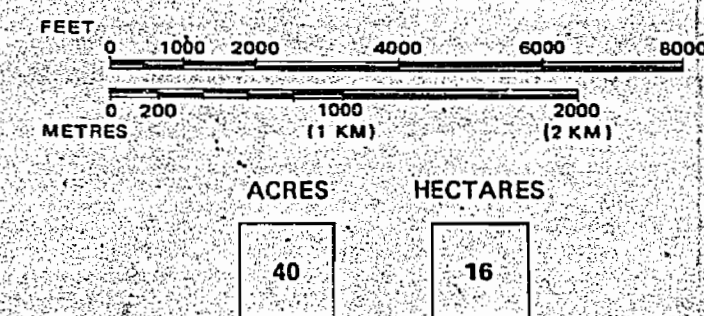 FEET
0 1000 2000 4000 6000 8000
0 200 1000 2000
METRES (1 KM) (2 KM)
ACRES HECTARES
40 16